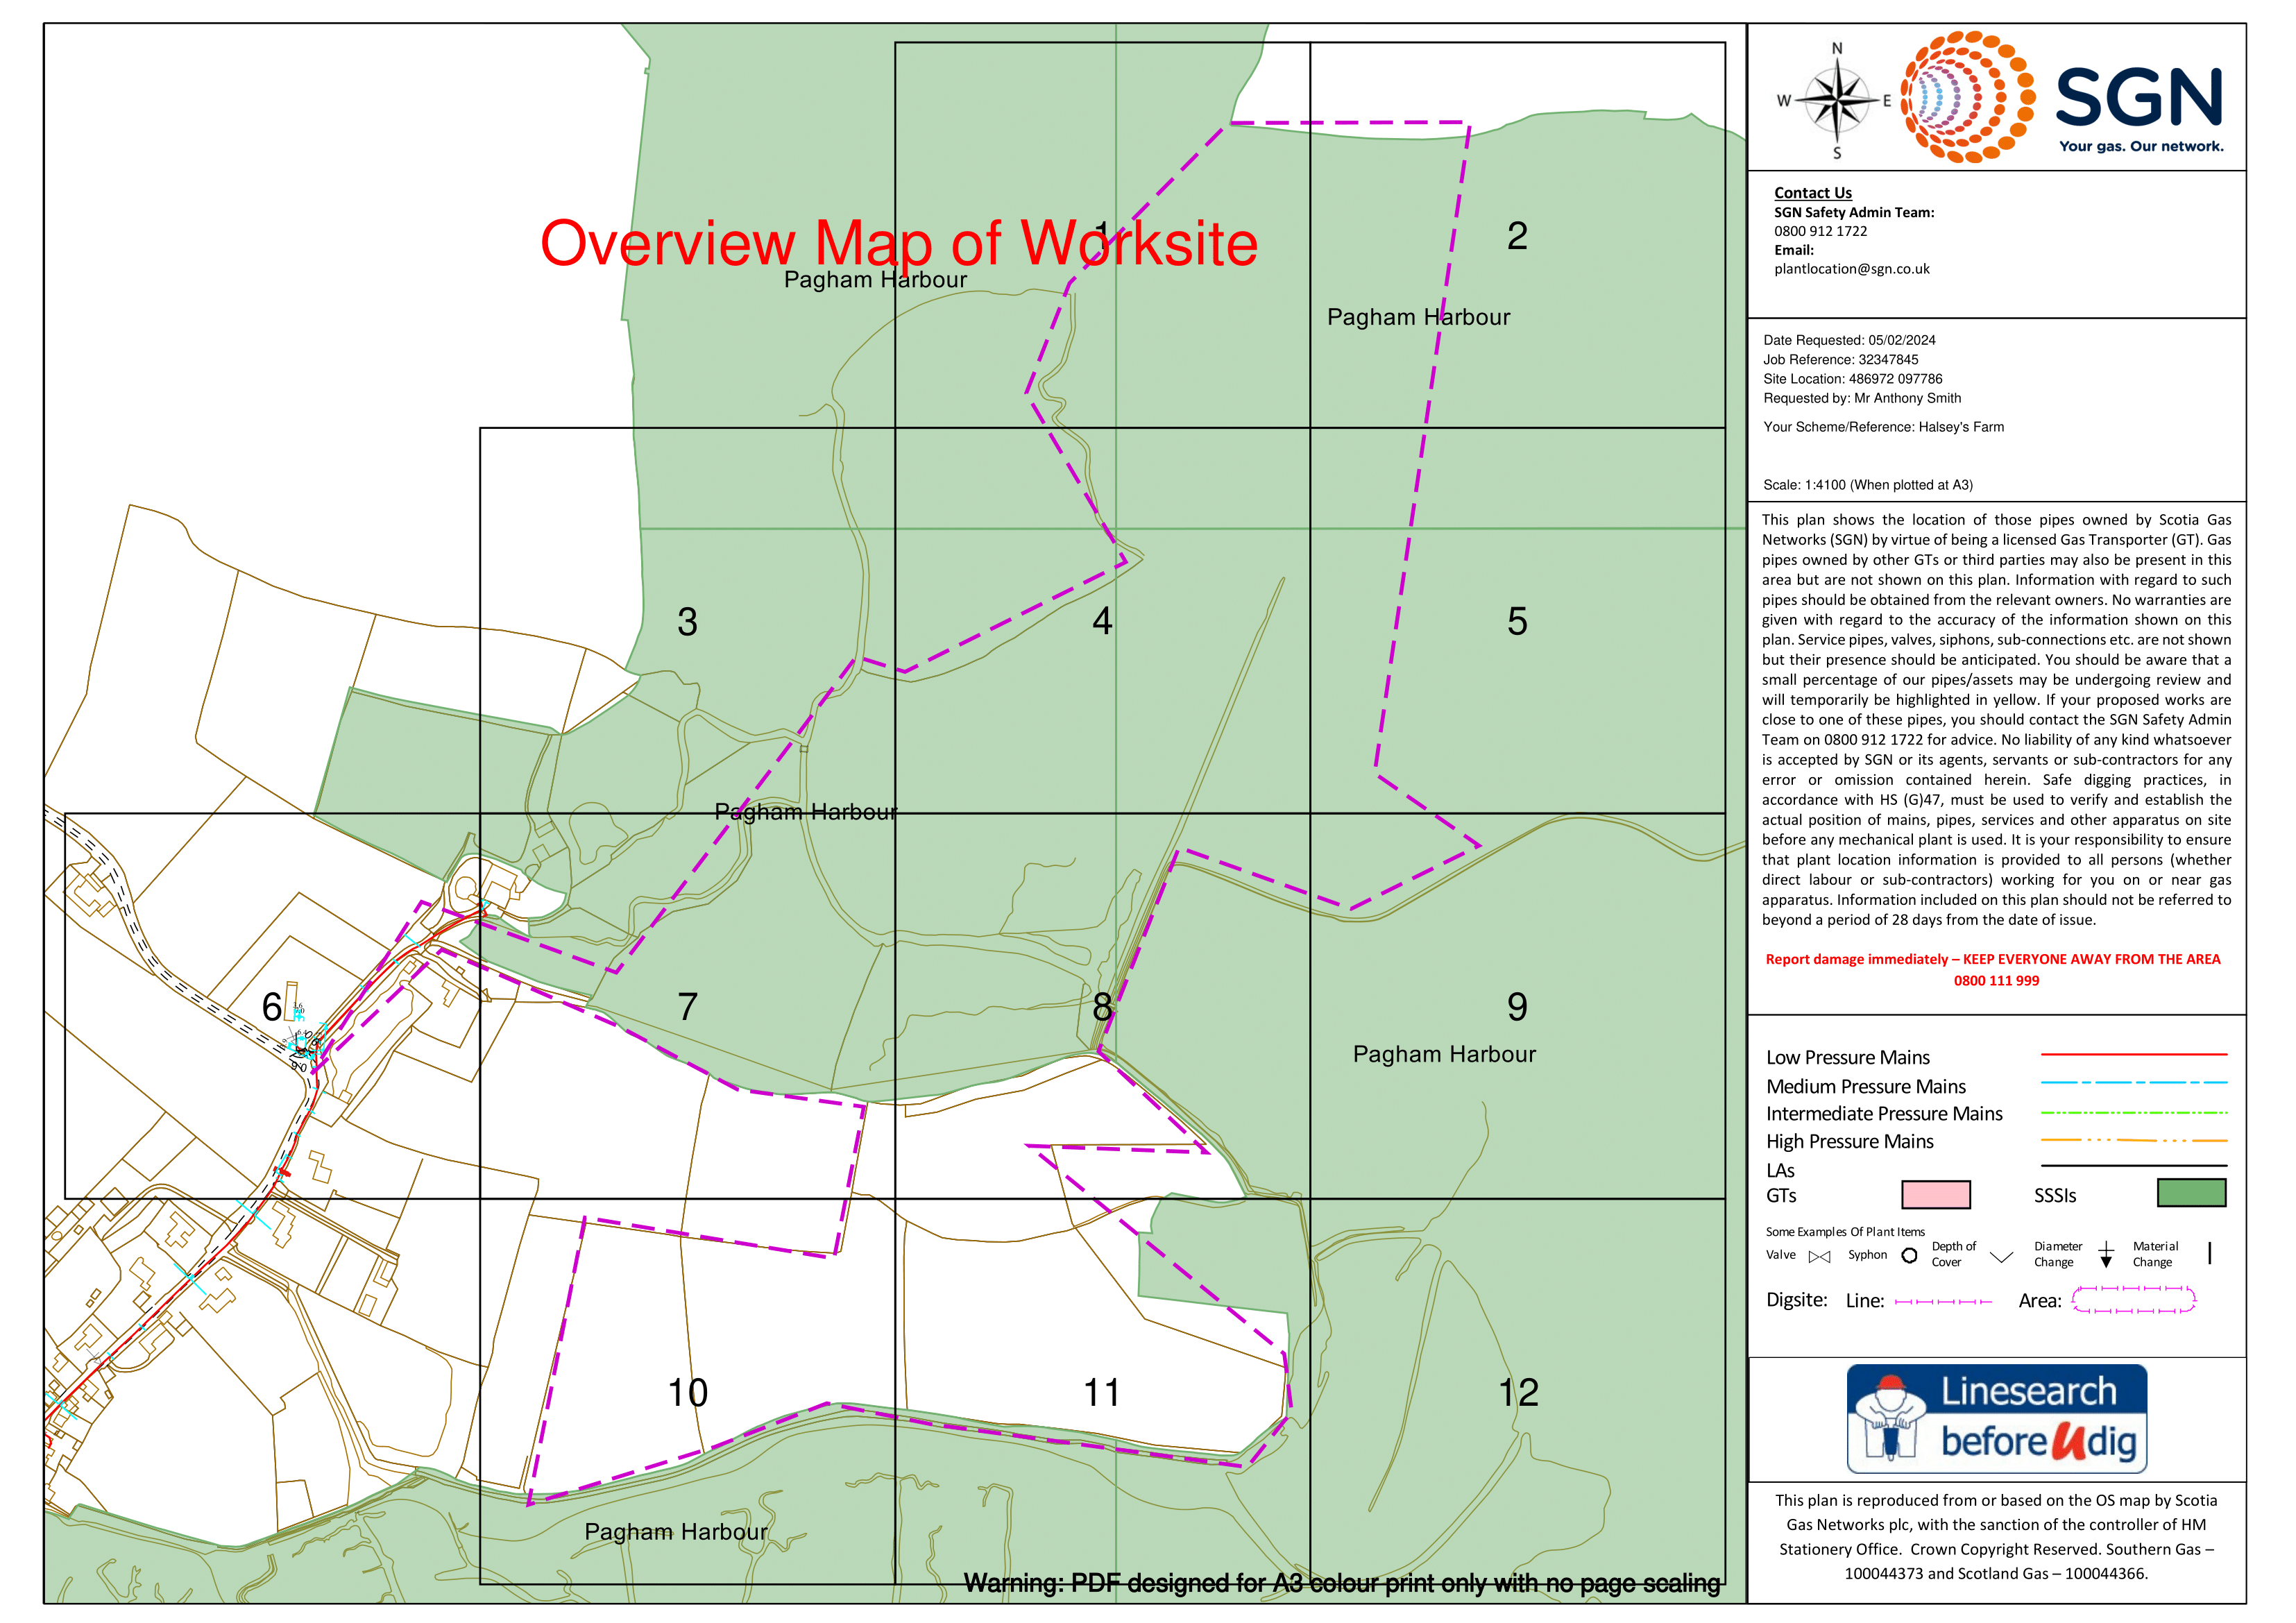 Overview Map of Worksite
1
2
Pagham Harbour
Pagham Harbour
3
4
5
Pagham Harbour
6
7
8
9
Pagham Harbour
10
11
12
Pagham Harbour
Warning: PDF designed for A3 colour print only with no page scaling
N
W
E
S
SGN
Your gas. Our network.
Contact Us
SGN Safety Admin Team:
0800 912 1722
Email:
plantlocation@sgn.co.uk
Date Requested: 05/02/2024
Job Reference: 32347845
Site Location: 486972 097786
Requested by: Mr Anthony Smith
Your Scheme/Reference: Halsey's Farm
Scale: 1:4100 (When plotted at A3)
This plan shows the location of those pipes owned by Scotia Gas
Networks (SGN) by virtue of being a licensed Gas Transporter (GT). Gas
pipes owned by other GTs or third parties may also be present in this
area but are not shown on this plan. Information with regard to such
pipes should be obtained from the relevant owners. No warranties are
given with regard to the accuracy of the information shown on this
plan. Service pipes, valves, siphons, sub-connections etc. are not shown
but their presence should be anticipated. You should be aware that a
small percentage of our pipes/assets may be undergoing review and
will temporarily be highlighted in yellow. If your proposed works are
close to one of these pipes, you should contact the SGN Safety Admin
Team on 0800 912 1722 for advice. No liability of any kind whatsoever
is accepted by SGN or its agents, servants or sub-contractors for any
error or omission contained herein. Safe digging practices, in
accordance with HS (G)47, must be used to verify and establish the
actual position of mains, pipes, services and other apparatus on site
before any mechanical plant is used. It is your responsibility to ensure
that plant location information is provided to all persons (whether
direct labour or sub-contractors) working for you on or near gas
apparatus. Information included on this plan should not be referred to
beyond a period of 28 days from the date of issue.
Report damage immediately – KEEP EVERYONE AWAY FROM THE AREA
0800 111 999
Low Pressure Mains
Medium Pressure Mains
Intermediate Pressure Mains
High Pressure Mains
LAs
GTs
SSSIs
Some Examples Of Plant Items
Valve
Syphon
Depth of
Cover
Diameter
Change
Material
Change
Digsite:
Line:
Area:
Linesearch
before U dig
This plan is reproduced from or based on the OS map by Scotia
Gas Networks plc, with the sanction of the controller of HM
Stationery Office. Crown Copyright Reserved. Southern Gas –
100044373 and Scotland Gas – 100044366.